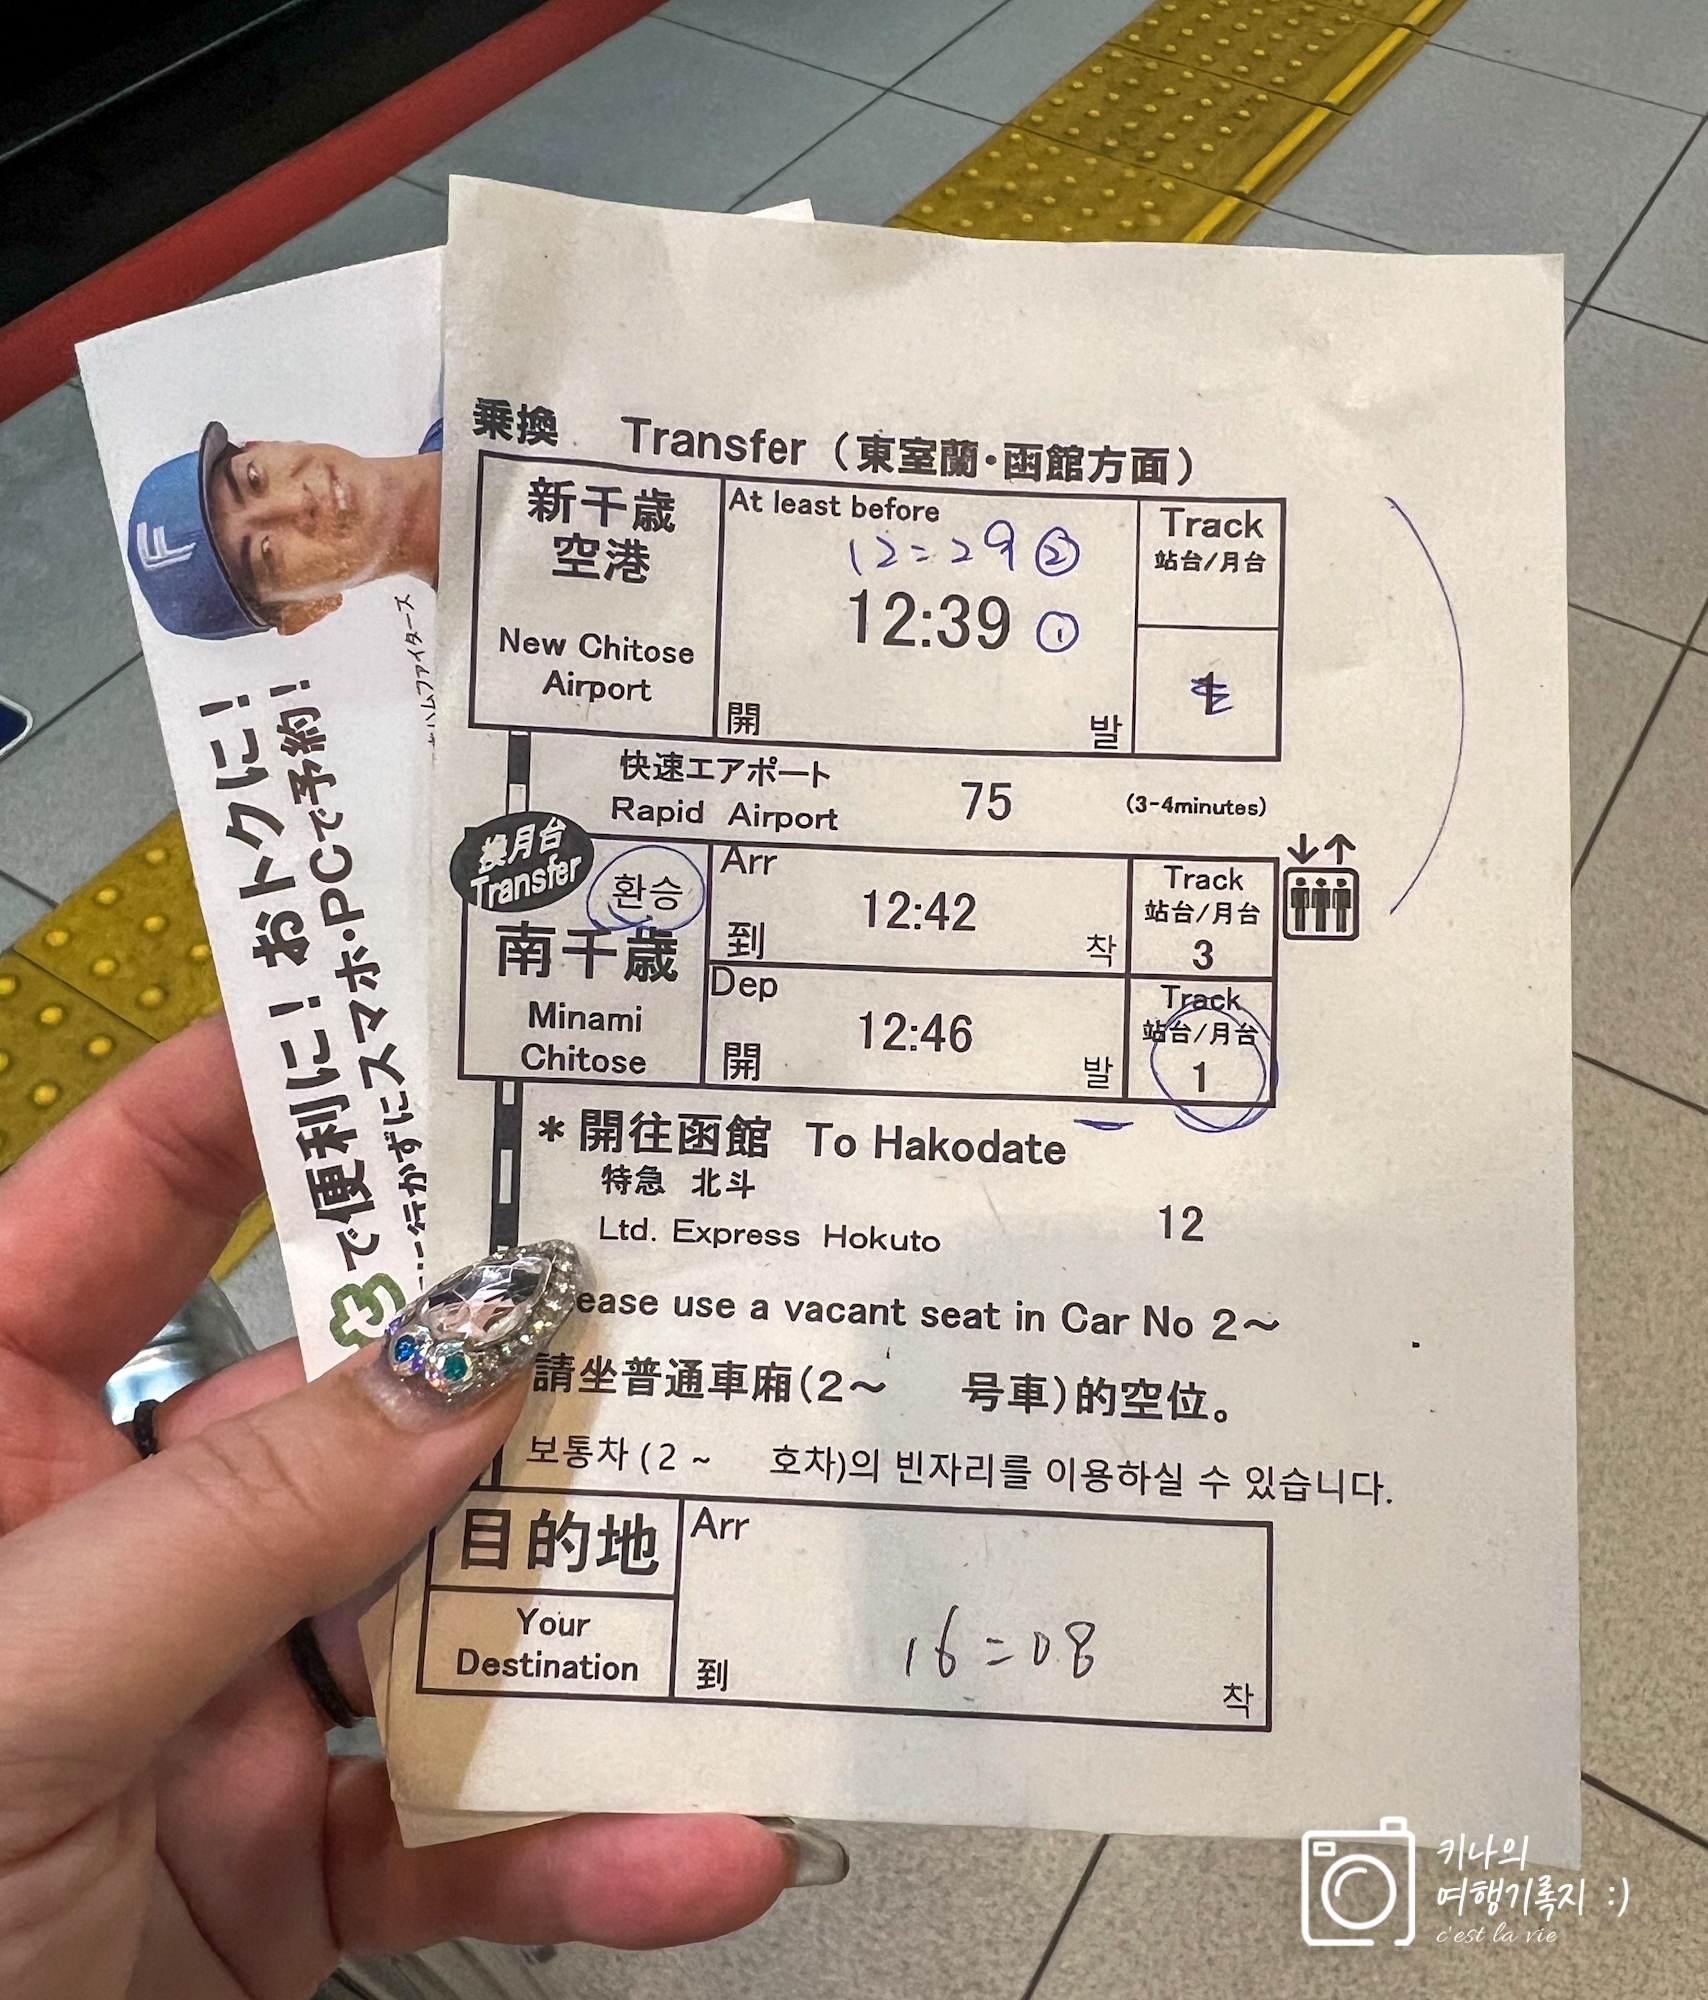 乗換 Transfer (東室蘭・函館方面)
新千歳
空港
New Chitose
Airport
At least before
12=29 ②
12:39 ①
開 발
Track
站台/月台
快速エアポート
Rapid Airport 75 (3-4minutes)
換月台
Transfer
환승
南千歳
Minami
Chitose
Arr
12:42
到 착
Track
站台/月台
3
Dep
12:46
開 발
Track
站台/月台
1
*開往函館 To Hakodate
特急 北斗
Ltd. Express Hokuto 12
ease use a vacant seat in Car No 2~
請坐普通車廂(2~ 号車)的空位。
보통차 (2 ~ 호차)의 빈자리를 이용하실 수 있습니다.
目的地
Your
Destination
Arr
16=08
到 착
F
で便利に! おトクに!
行かずにスマホ・PCで予約!
ハムファイターズ
키나의
여행기록지 :)
c'est la vie